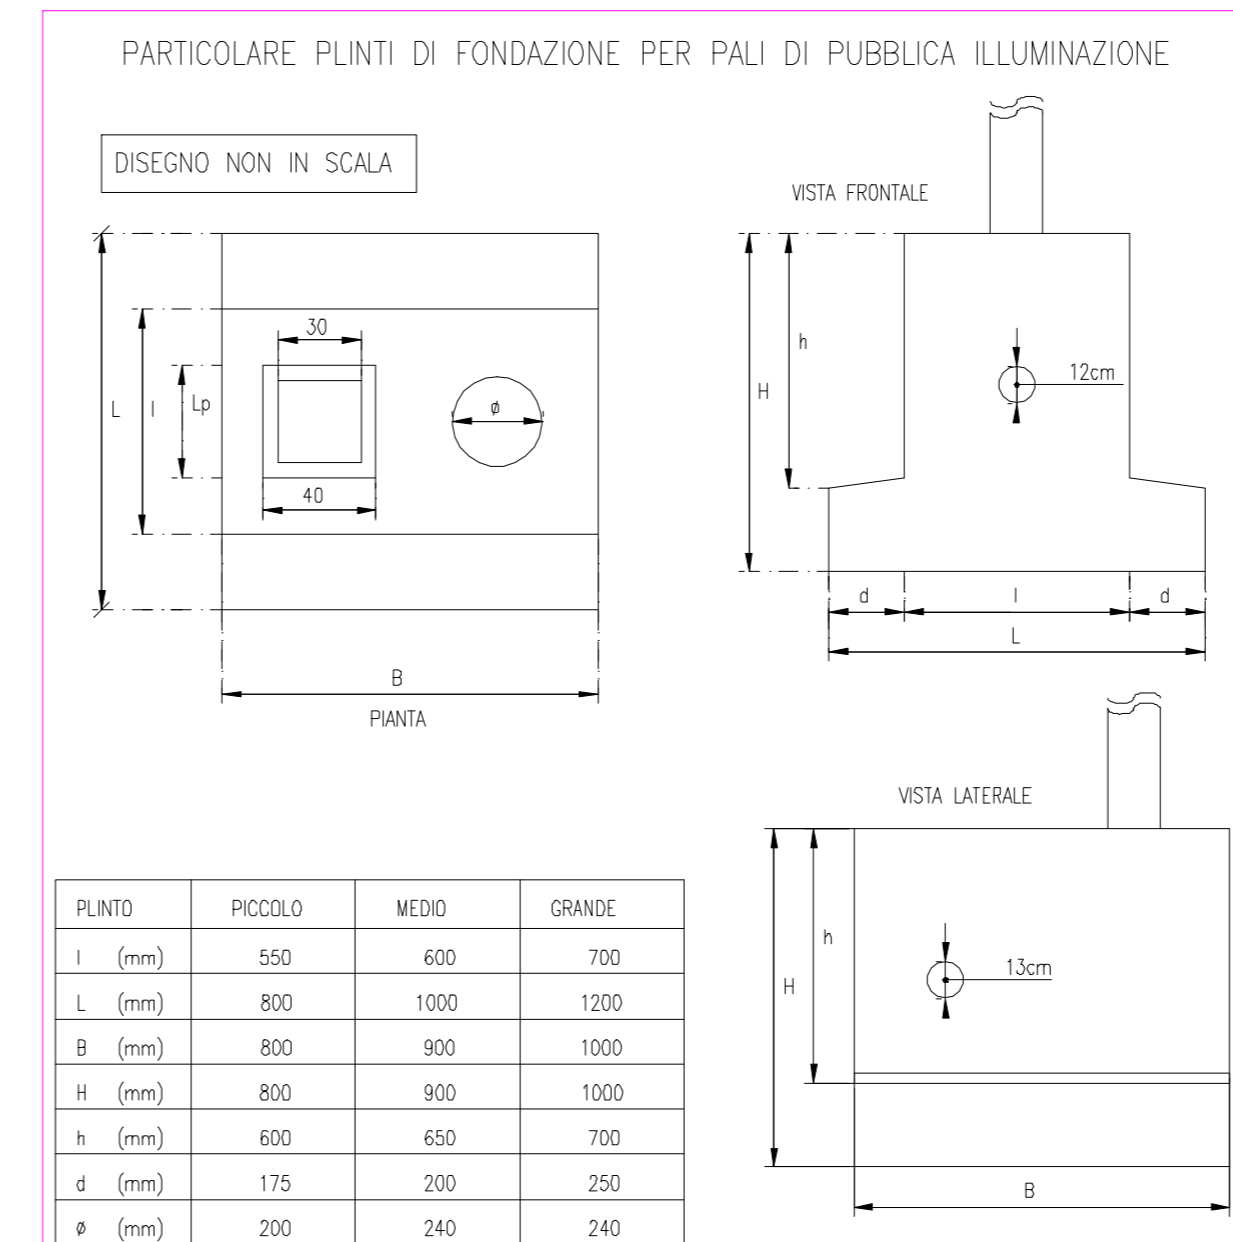 PARTICOLARE PLINTI DI FONDAZIONE PER PALI DI PUBBLICA ILLUMINAZIONE
DISEGNO NON IN SCALA
VISTA FRONTALE
30
L l Lp ø
40
B
PIANTA
h
H
12cm
d l d
L
VISTA LATERALE
h
H
13cm
B
PLINTO PICCOLO MEDIO GRANDE
l (mm) 550 600 700
L (mm) 800 1000 1200
B (mm) 800 900 1000
H (mm) 800 900 1000
h (mm) 600 650 700
d (mm) 175 200 250
ø (mm) 200 240 240